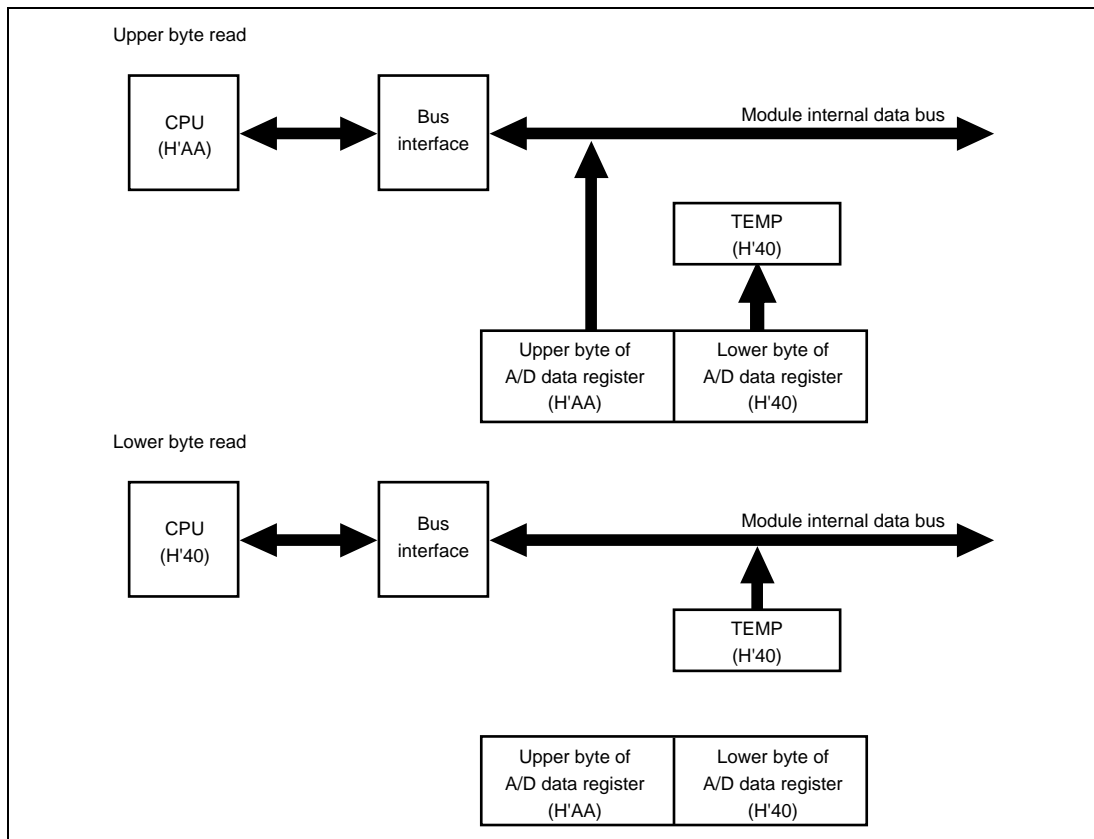 Upper byte read
CPU
(H'AA)
Bus
interface
Module internal data bus
TEMP
(H'40)
Upper byte of
A/D data register
(H'AA)
Lower byte of
A/D data register
(H'40)
Lower byte read
CPU
(H'40)
Bus
interface
Module internal data bus
TEMP
(H'40)
Upper byte of
A/D data register
(H'AA)
Lower byte of
A/D data register
(H'40)